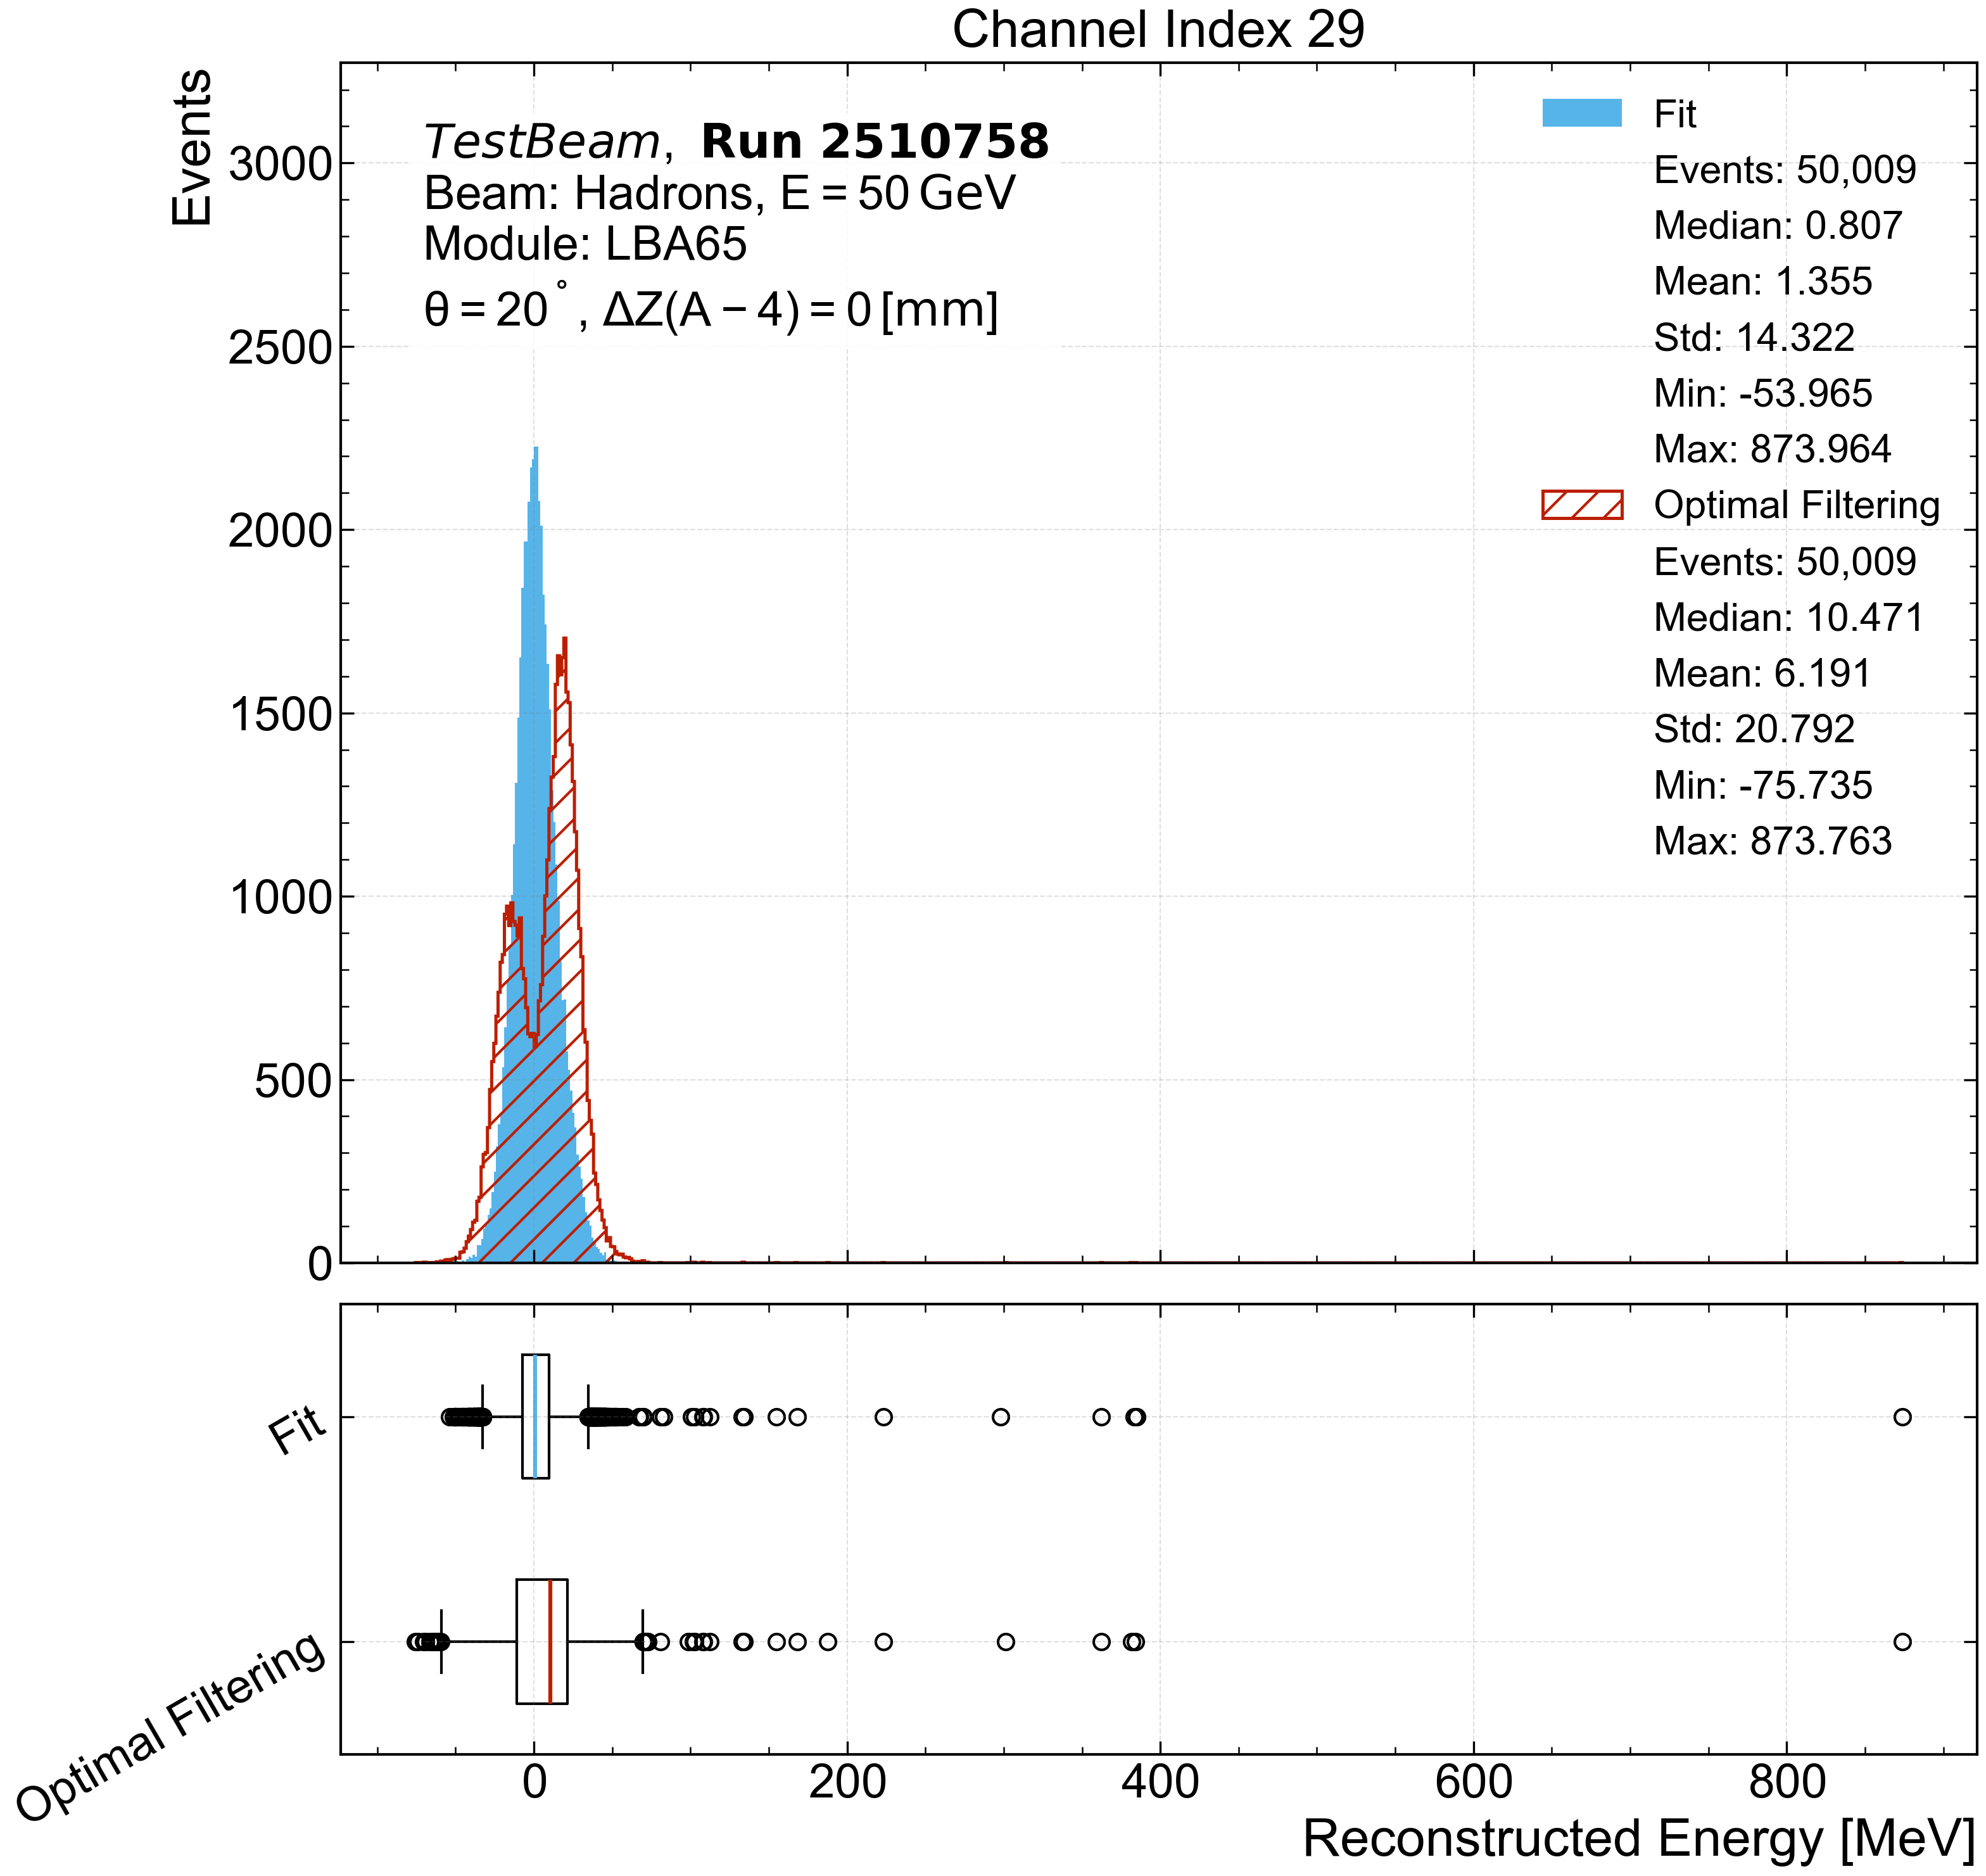 Channel Index 29
Events
3000
2500
2000
1500
1000
500
0
TestBeam, Run 2510758
Beam: Hadrons, E = 50 GeV
Module: LBA65
θ = 20°, ΔZ(A − 4) = 0 [mm]
Fit
Events: 50,009
Median: 0.807
Mean: 1.355
Std: 14.322
Min: -53.965
Max: 873.964
Optimal Filtering
Events: 50,009
Median: 10.471
Mean: 6.191
Std: 20.792
Min: -75.735
Max: 873.763
Fit
Optimal Filtering
0 200 400 600 800
Reconstructed Energy [MeV]